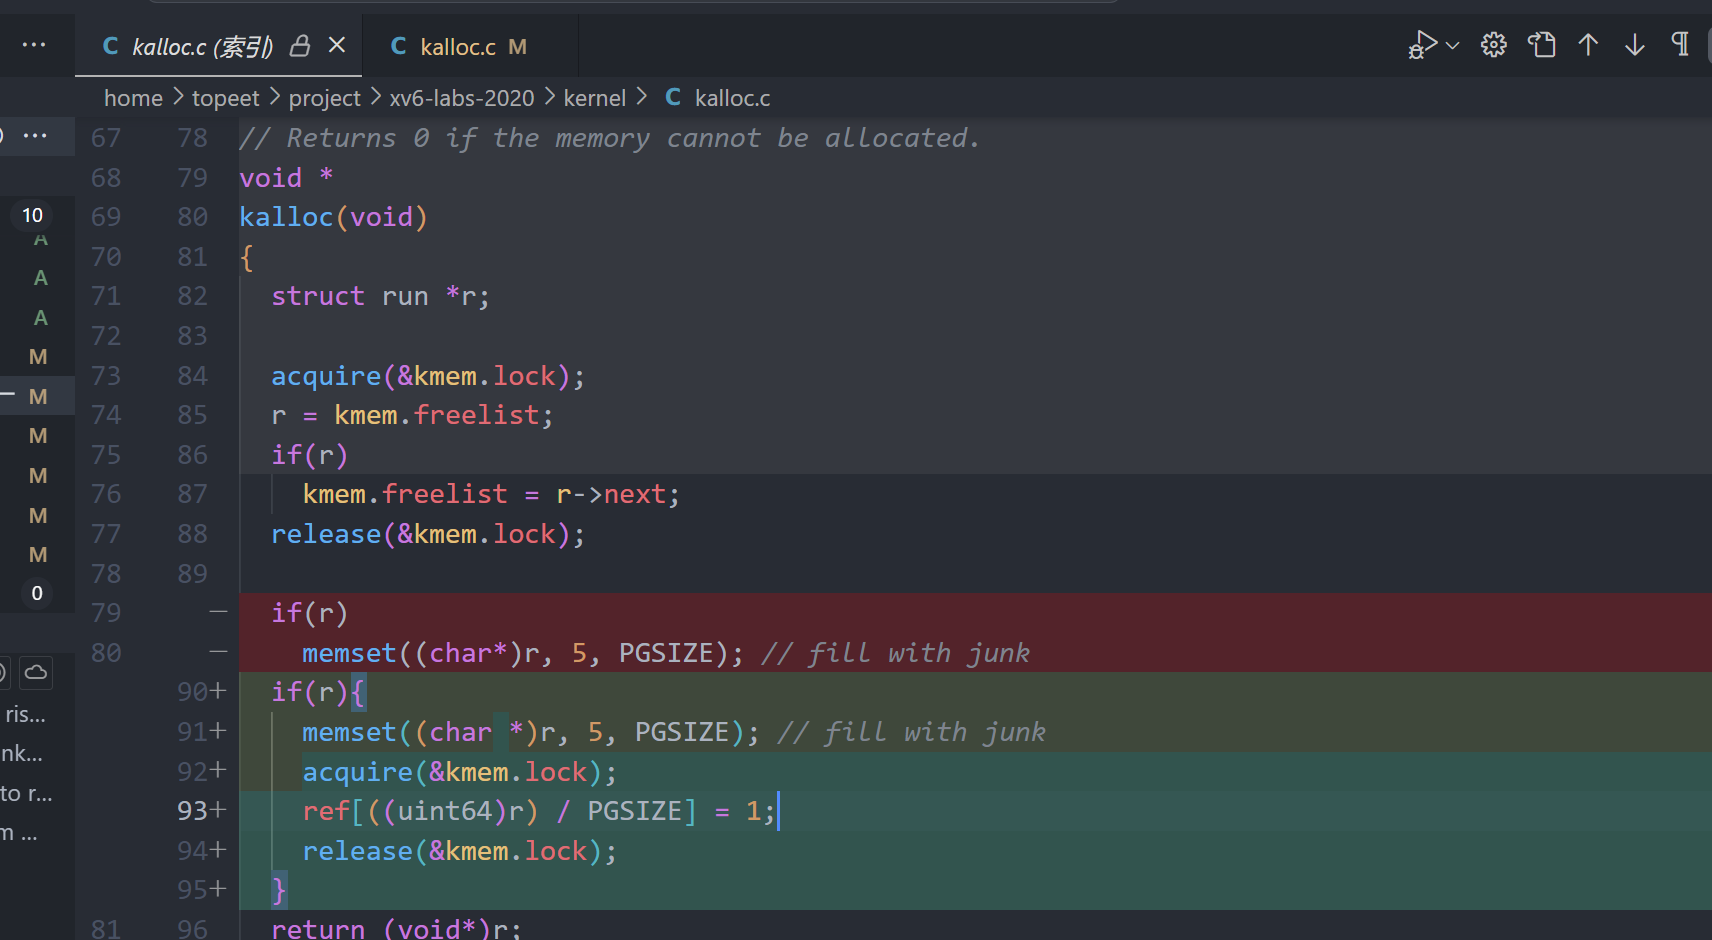 ··· C kalloc.c (索引) C kalloc.c M
home > topeet > project > xv6-labs-2020 > kernel > C kalloc.c
67 78 // Returns 0 if the memory cannot be allocated.
68 79 void *
69 80 kalloc(void)
70 81 {
71 82 struct run *r;
72 83
73 84 acquire(&kmem.lock);
74 85 r = kmem.freelist;
75 86 if(r)
76 87 kmem.freelist = r->next;
77 88 release(&kmem.lock);
78 89
79 — if(r)
80 — memset((char*)r, 5, PGSIZE); // fill with junk
90+ if(r){
91+ memset((char *)r, 5, PGSIZE); // fill with junk
92+ acquire(&kmem.lock);
93+ ref[((uint64)r) / PGSIZE] = 1;
94+ release(&kmem.lock);
95+ }
81 96 return (void*)r;
···
10
A
A
A
M
M
M
M
M
M
0
ris...
nk...
to r...
m ...